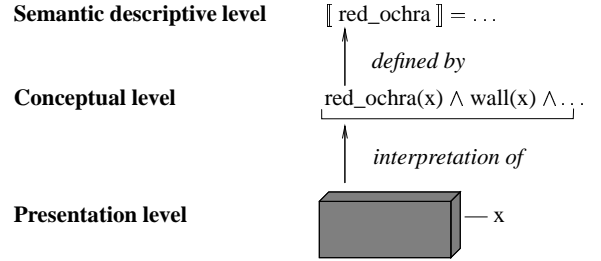 Semantic descriptive level ⟦ red_ochra ⟧ = . . .
defined by
Conceptual level red_ochra(x) ∧ wall(x) ∧ . . .
interpretation of
Presentation level — x